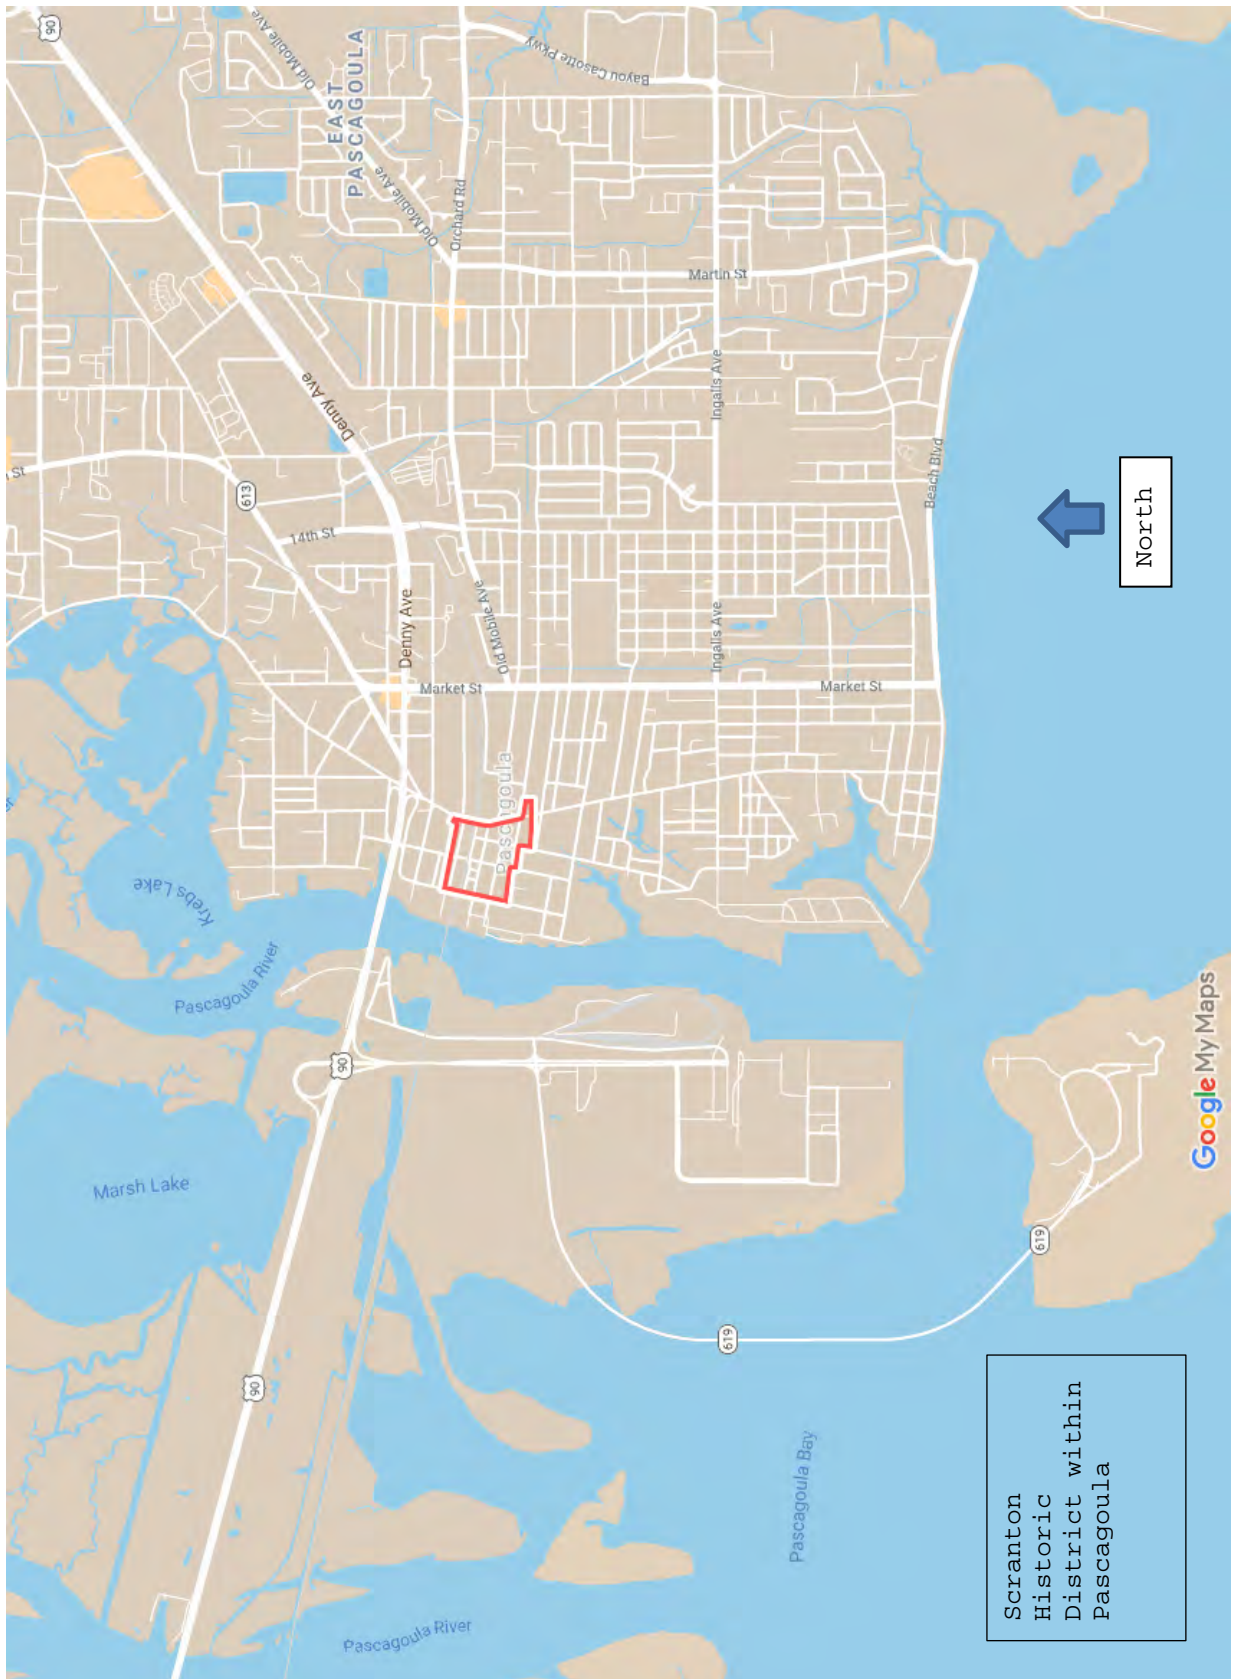 St
90
Marsh Lake
Krebs Lake
Pascagoula River
90
613
Old Mobile Ave
14th St
Denny Ave
90
EAST
PASCAGOULA
Pascagoula River
90
Denny Ave
Old Mobile Ave
Market St
Orchard Rd
Old Mobile Ave
Pascagoula
Bayou Casotte Pkwy
Ingalls Ave
Ingalls Ave
Martin St
619
Pascagoula Bay
Market St
Beach Blvd
619
Scranton
Historic
District within
Pascagoula
North
Google My Maps